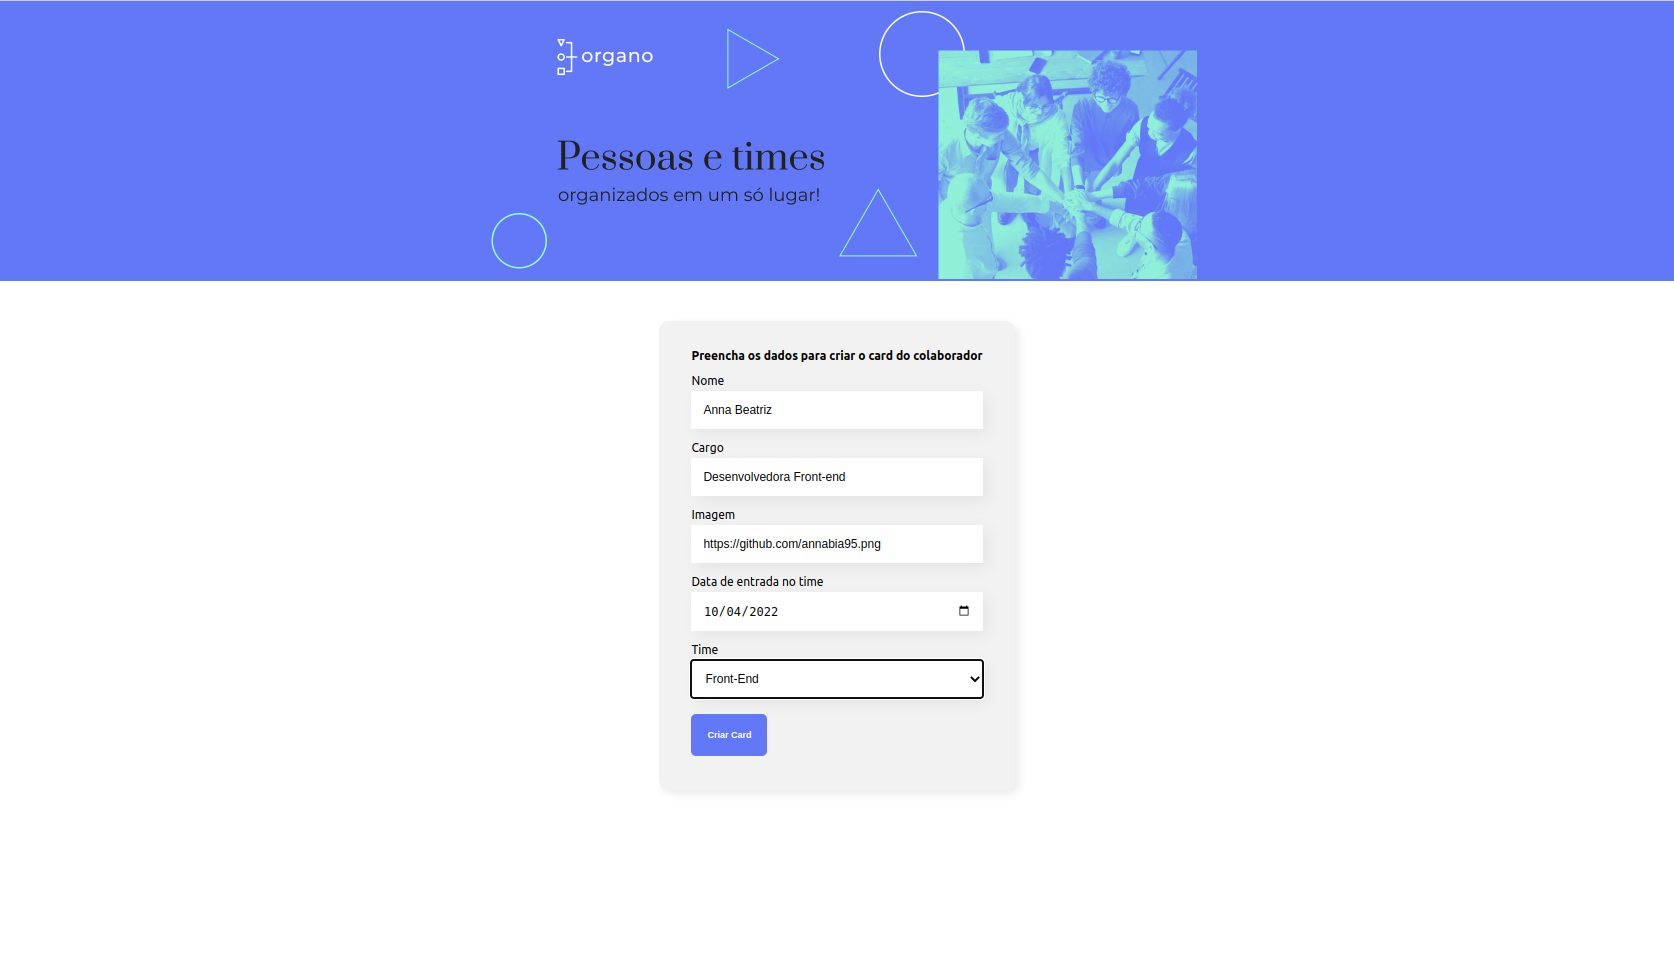 organo
Pessoas e times
organizados em um só lugar!
Preencha os dados para criar o card do colaborador
Nome
Anna Beatriz
Cargo
Desenvolvedora Front-end
Imagem
https://github.com/annabia95.png
Data de entrada no time
10/04/2022
Time
Front-End
Criar Card